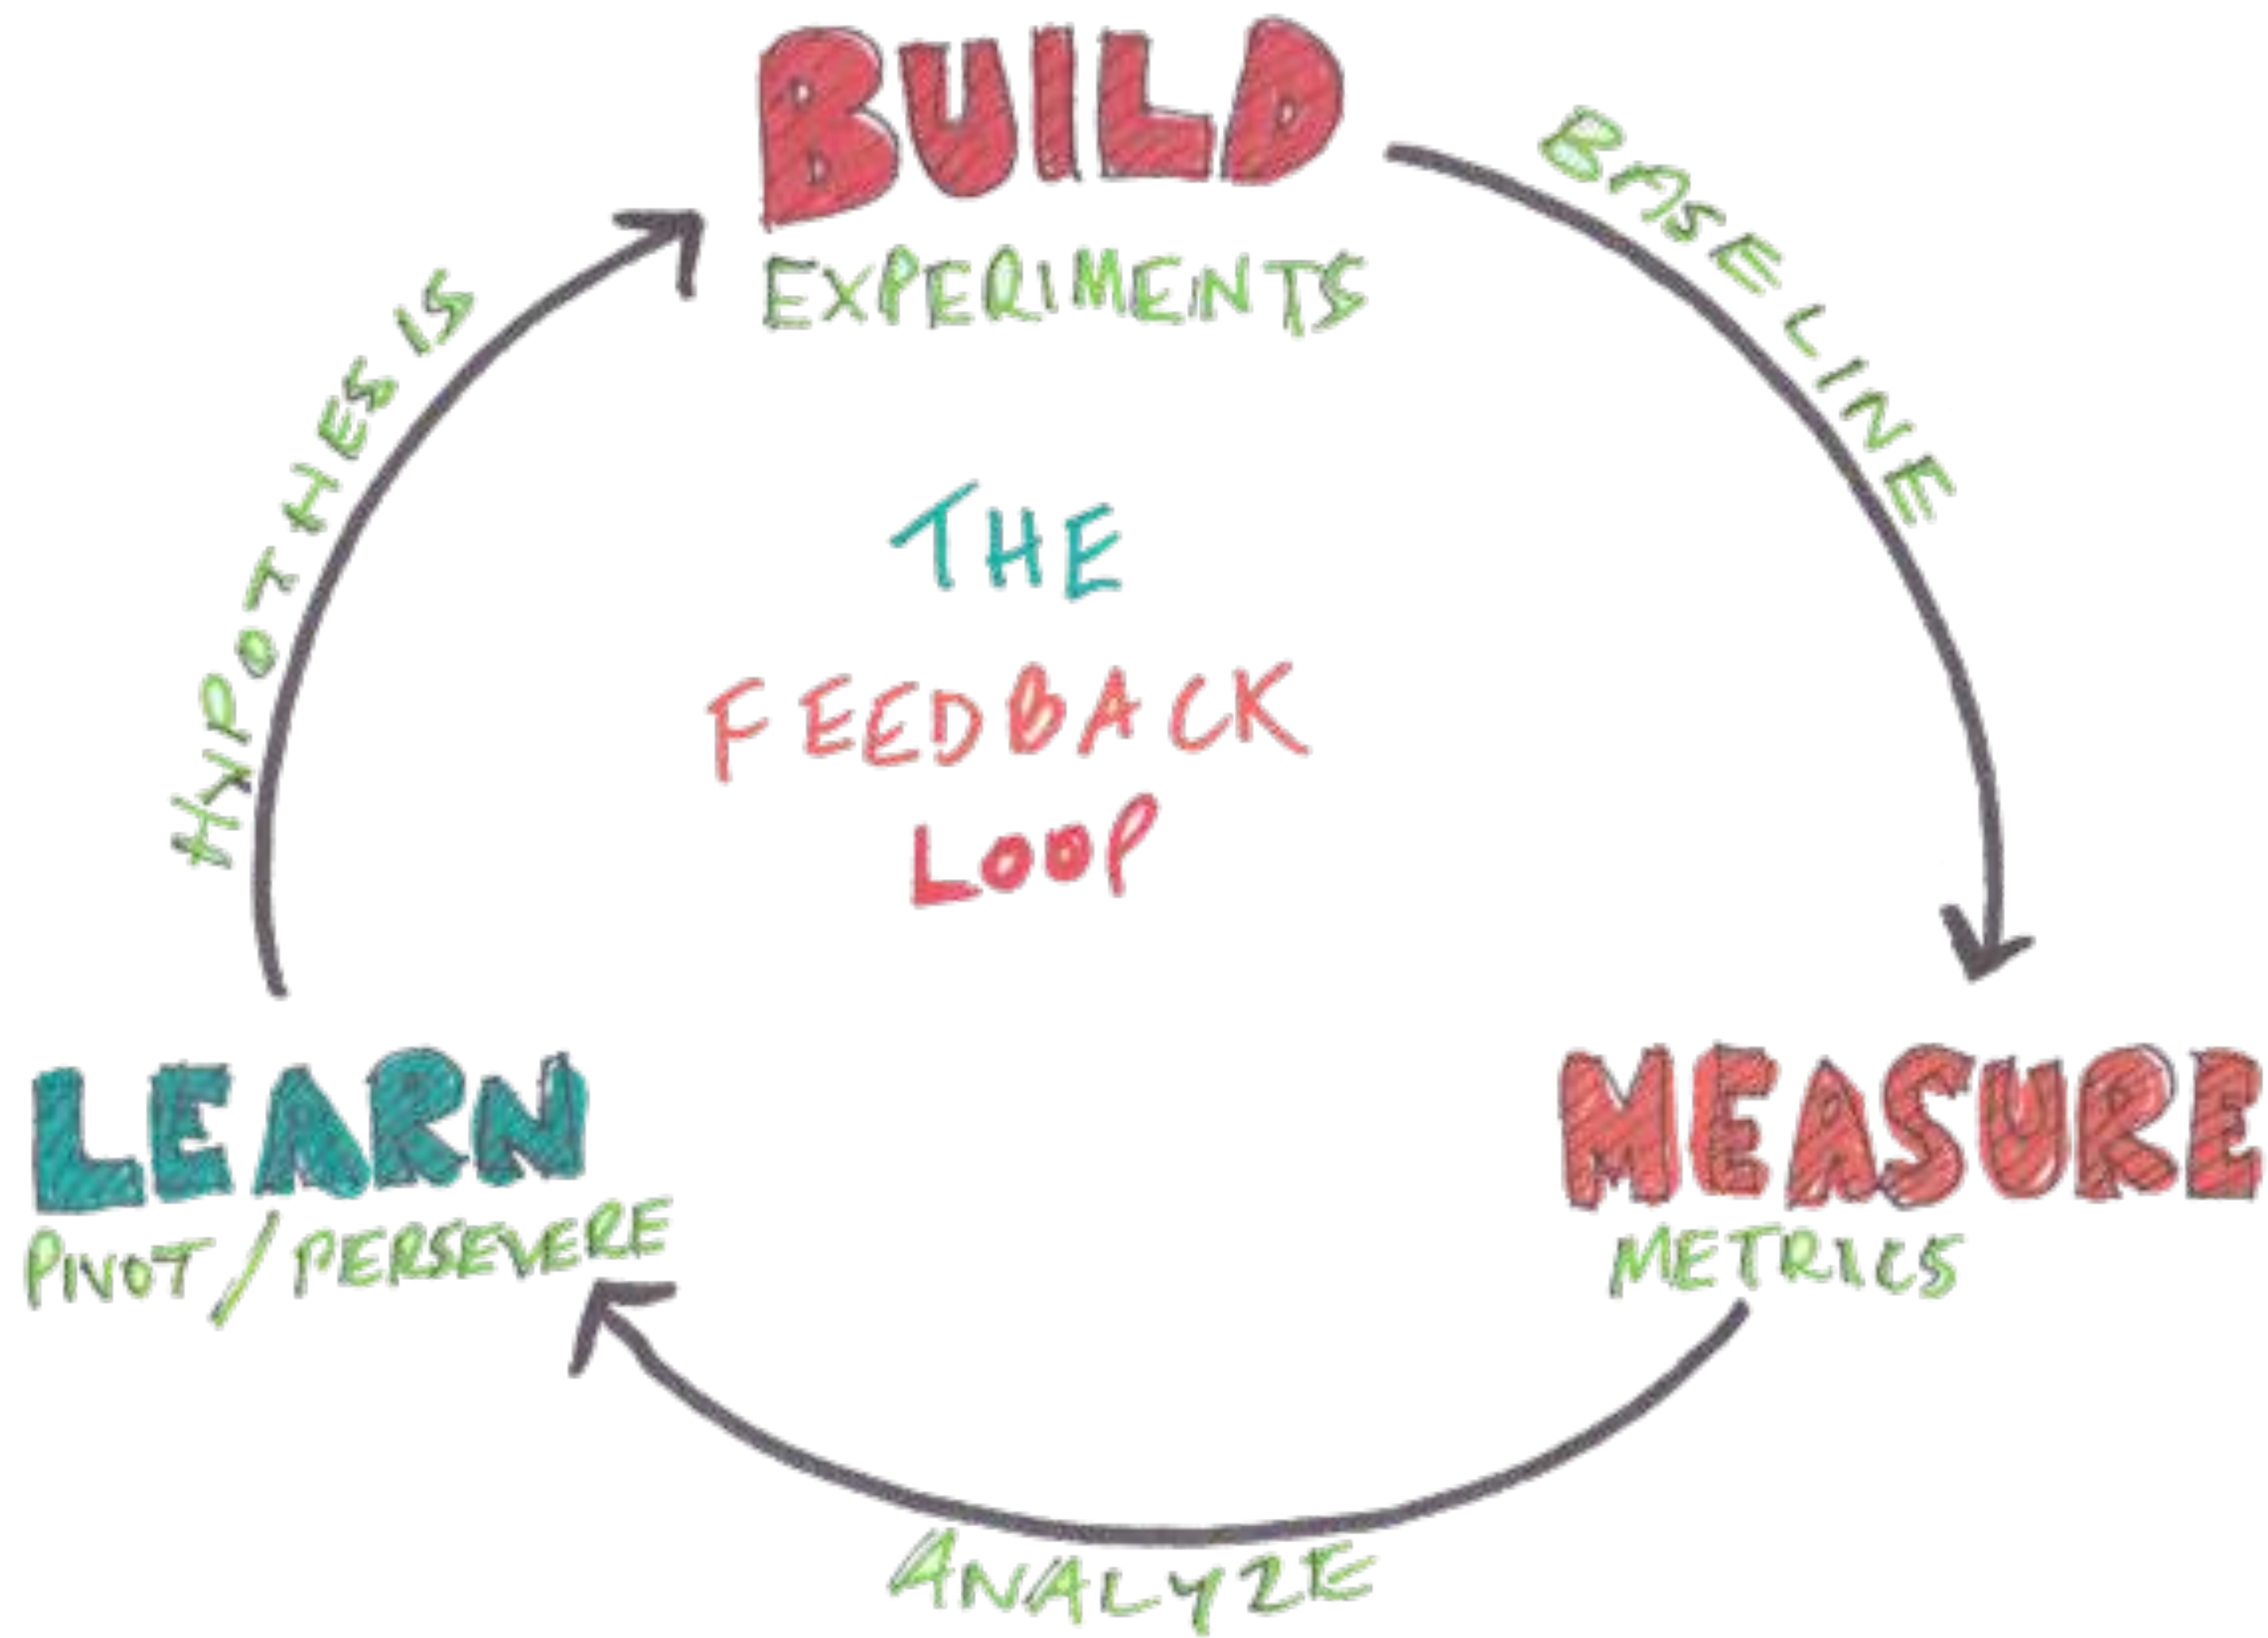 BUILD
EXPERIMENTS
BASELINE
HYPOTHESIS
THE
FEEDBACK
LOOP
LEARN
PIVOT/PERSEVERE
MEASURE
METRICS
ANALYZE